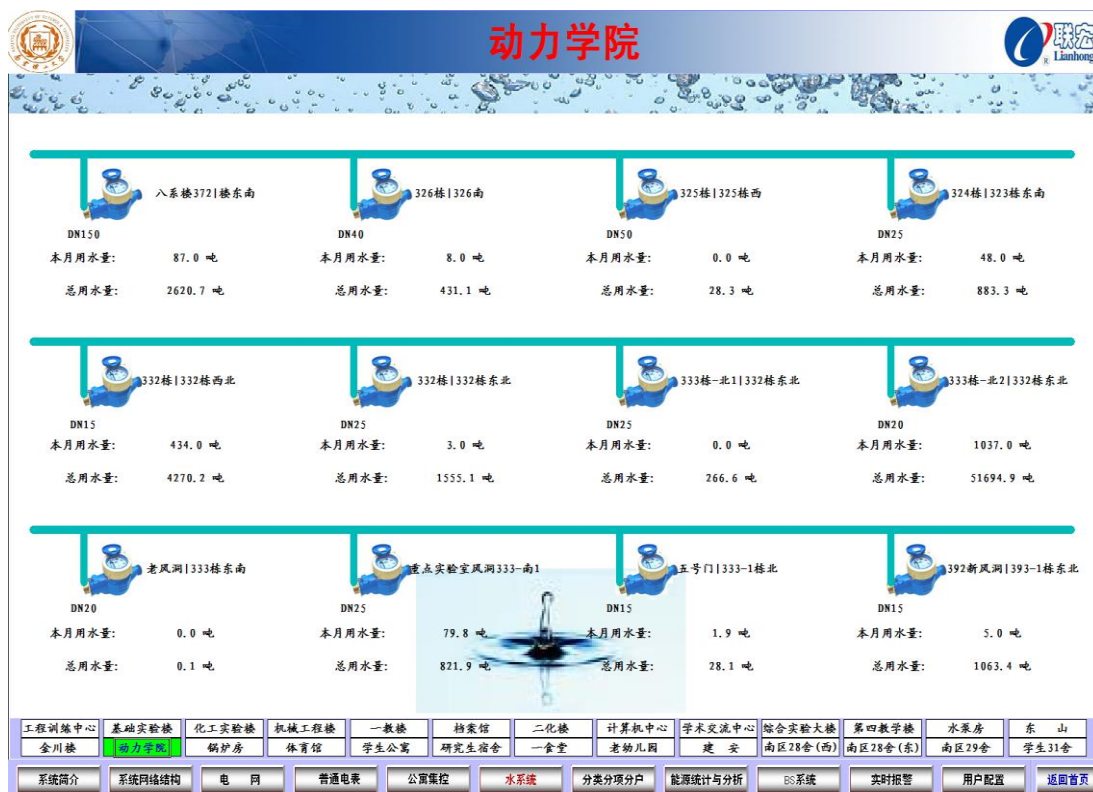 动力学院
联宏
R Lianhong
八系楼372|楼东南 326栋|326南 325栋|325栋西 324栋|323栋东南
DN150 DN40 DN50 DN25
本月用水量: 87.0 吨 本月用水量: 8.0 吨 本月用水量: 0.0 吨 本月用水量: 48.0 吨
总用水量: 2620.7 吨 总用水量: 431.1 吨 总用水量: 28.3 吨 总用水量: 883.3 吨
332栋|332栋西北 332栋|332栋东北 333栋-北1|332栋东北 333栋-北2|332栋东北
DN15 DN25 DN25 DN20
本月用水量: 434.0 吨 本月用水量: 3.0 吨 本月用水量: 0.0 吨 本月用水量: 1037.0 吨
总用水量: 4270.2 吨 总用水量: 1555.1 吨 总用水量: 266.6 吨 总用水量: 51694.9 吨
老风洞|333栋东南 重点实验室风洞333-南1 五号门|333-1栋北 392新风洞|393-1栋东北
DN20 DN25 DN15 DN15
本月用水量: 0.0 吨 本月用水量: 79.8 吨 本月用水量: 1.9 吨 本月用水量: 5.0 吨
总用水量: 0.1 吨 总用水量: 821.9 吨 总用水量: 28.1 吨 总用水量: 1063.4 吨
工程训练中心 基础实验楼 化工实验楼 机械工程楼 一教楼 档案馆 二化楼 计算机中心 学术交流中心 综合实验大楼 第四教学楼 水泵房 东 山
金川楼 动力学院 锅炉房 体育馆 学生公寓 研究生宿舍 一食堂 老幼儿园 建 安 南区28舍(西) 南区28舍(东) 南区29舍 学生31舍
系统简介 系统网络结构 电 网 普通电表 公寓集控 水系统 分类分项分户 能源统计与分析 BS系统 实时报警 用户配置 返回首页